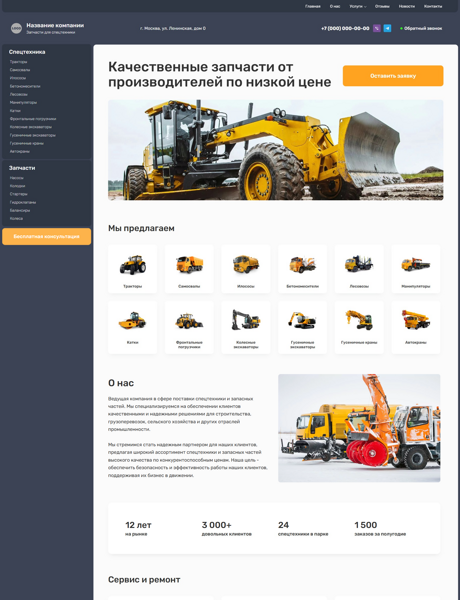 Главная О нас Услуги Отзывы Новости Контакты
Название компании
Запчасти для спецтехники
г. Москва, ул. Ленинская, дом 0
+7 (000) 000-00-00
Обратный звонок
Спецтехника
Тракторы
Самосвалы
Илососы
Бетономесители
Лесовозы
Манипуляторы
Катки
Фронтальные погрузчики
Колесные экскаваторы
Гусеничные экскаваторы
Гусеничные краны
Автокраны
Запчасти
Насосы
Колодки
Стартеры
Гидроклапаны
Балансиры
Колеса
Бесплатная консультация
Качественные запчасти от
производителей по низкой цене
Оставить заявку
Мы предлагаем
Тракторы
Самосвалы
Илососы
Бетономесители
Лесовозы
Манипуляторы
Катки
Фронтальные
погрузчики
Колесные
экскаваторы
Гусеничные
экскаваторы
Гусеничные краны
Автокраны
О нас
Ведущая компания в сфере поставки спецтехники и запасных
частей. Мы специализируемся на обеспечении клиентов
качественными и надежными решениями для строительства,
грузоперевозок, сельского хозяйства и других отраслей
промышленности.
Мы стремимся стать надежным партнером для наших клиентов,
предлагая широкий ассортимент спецтехники и запасных частей
высокого качества по конкурентоспособным ценам. Наша цель -
обеспечить безопасность и эффективность работы наших клиентов,
поддерживая их бизнес в движении.
12 лет
на рынке
3 000+
довольных клиентов
24
спецтехники в парке
1 500
заказов за полугодие
Сервис и ремонт